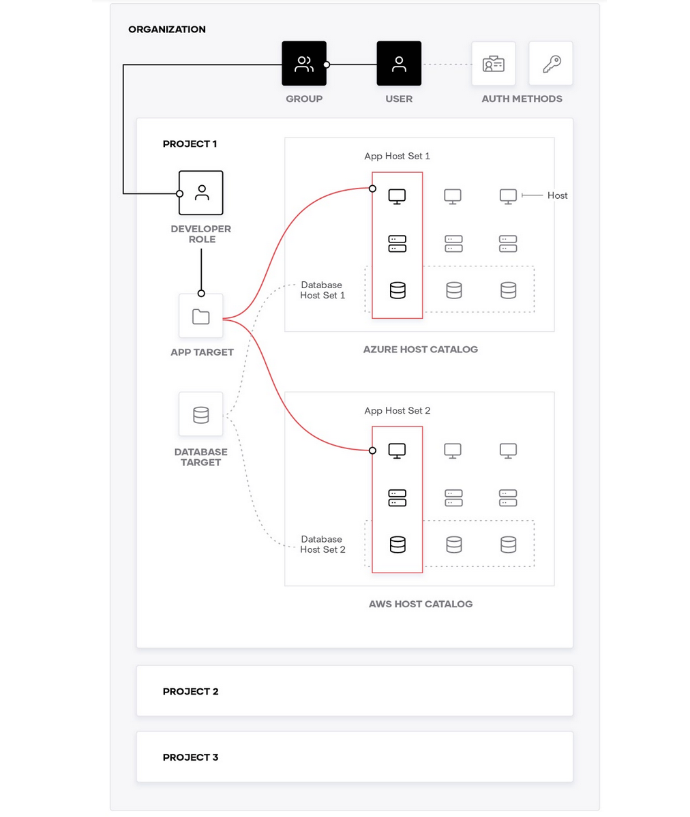 ORGANIZATION
GROUP
USER
AUTH METHODS
PROJECT 1
App Host Set 1
Host
DEVELOPER
ROLE
Database
Host Set 1
APP TARGET
AZURE HOST CATALOG
App Host Set 2
DATABASE
TARGET
Database
Host Set 2
AWS HOST CATALOG
PROJECT 2
PROJECT 3